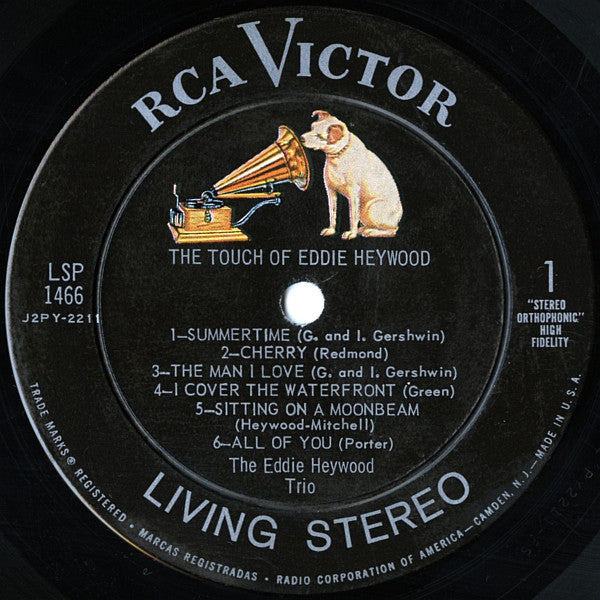 RCA VICTOR
THE TOUCH OF EDDIE HEYWOOD
LSP
1466
J2PY-2211
1
"STEREO
ORTHOPHONIC"
HIGH
FIDELITY
1—SUMMERTIME (G. and I. Gershwin)
2—CHERRY (Redmond)
3—THE MAN I LOVE (G. and I. Gershwin)
4—I COVER THE WATERFRONT (Green)
5—SITTING ON A MOONBEAM
(Heywood-Mitchell)
6—ALL OF YOU (Porter)
The Eddie Heywood
Trio
LIVING STEREO
TRADE MARKS ® REGISTERED • MARCAS REGISTRADAS • RADIO CORPORATION OF AMERICA—CAMDEN, N.J.—MADE IN U.S.A.